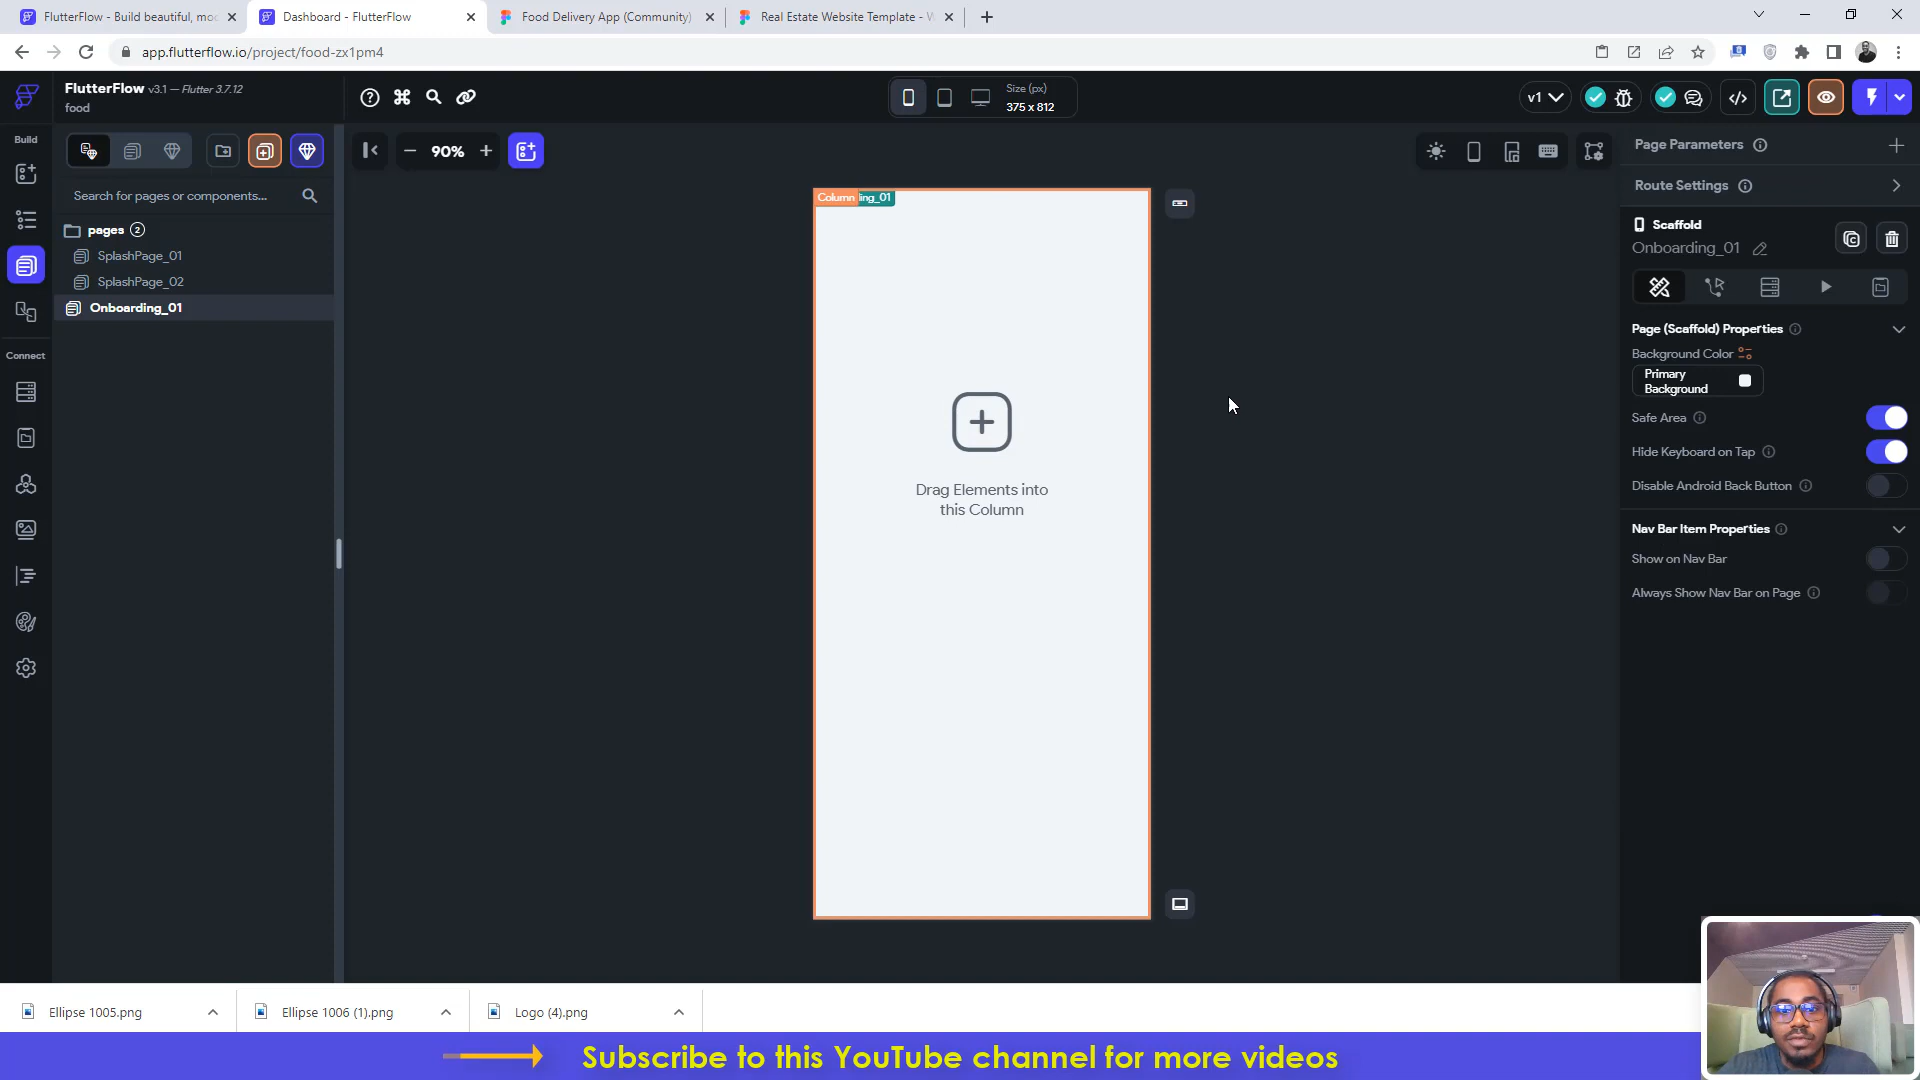 FlutterFlow - Build beautiful, mo
Dashboard - FlutterFlow
Food Delivery App (Community)
Real Estate Website Template - W
app.flutterflow.io/project/food-zx1pm4
FlutterFlow v3.1 — Flutter 3.7.12
food
Size (px)
375 x 812
v1
Build
90%
Page Parameters
Search for pages or components...
Route Settings
Column
ing_01
pages 2
Scaffold
Onboarding_01
SplashPage_01
SplashPage_02
Onboarding_01
Page (Scaffold) Properties
Connect
Background Color
Primary
Background
Safe Area
Hide Keyboard on Tap
Disable Android Back Button
Drag Elements into
this Column
Nav Bar Item Properties
Show on Nav Bar
Always Show Nav Bar on Page
Ellipse 1005.png
Ellipse 1006 (1).png
Logo (4).png
Subscribe to this YouTube channel for more videos